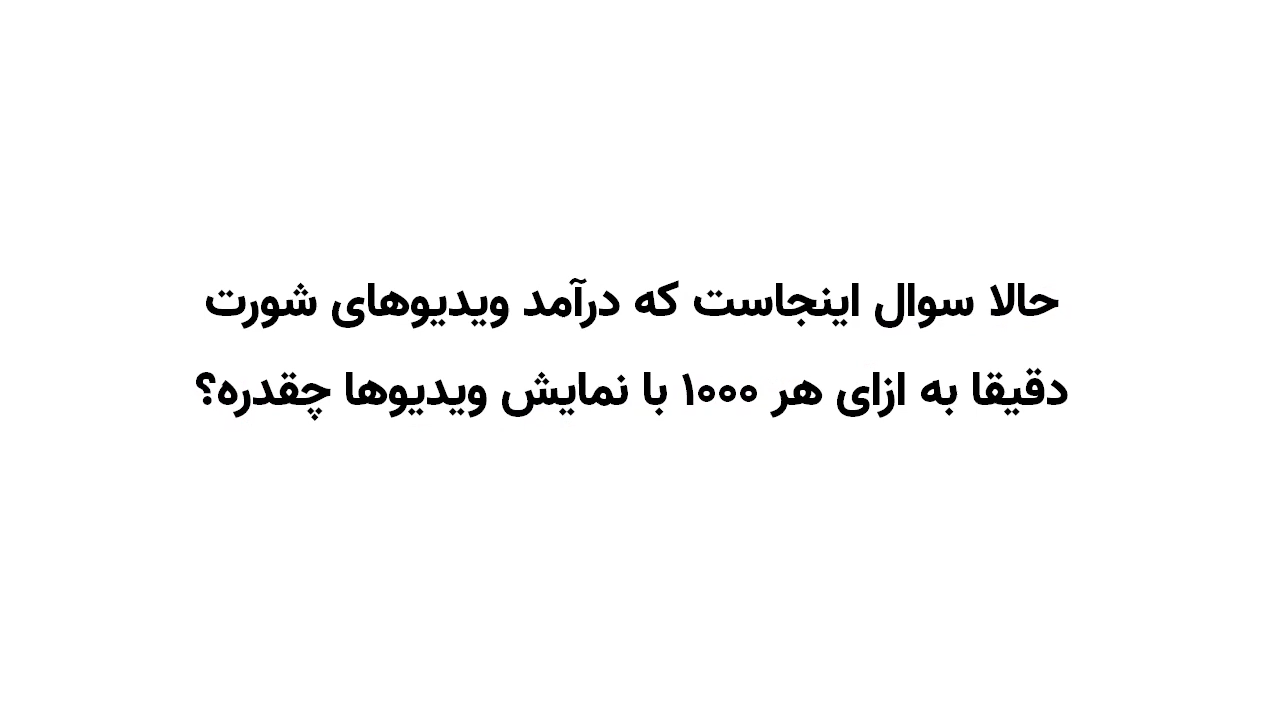 حالا سوال اینجاست که درآمد ویدیوهای شورت
دقیقا به ازای هر ۱۰۰۰ با نمایش ویدیوها چقدره؟